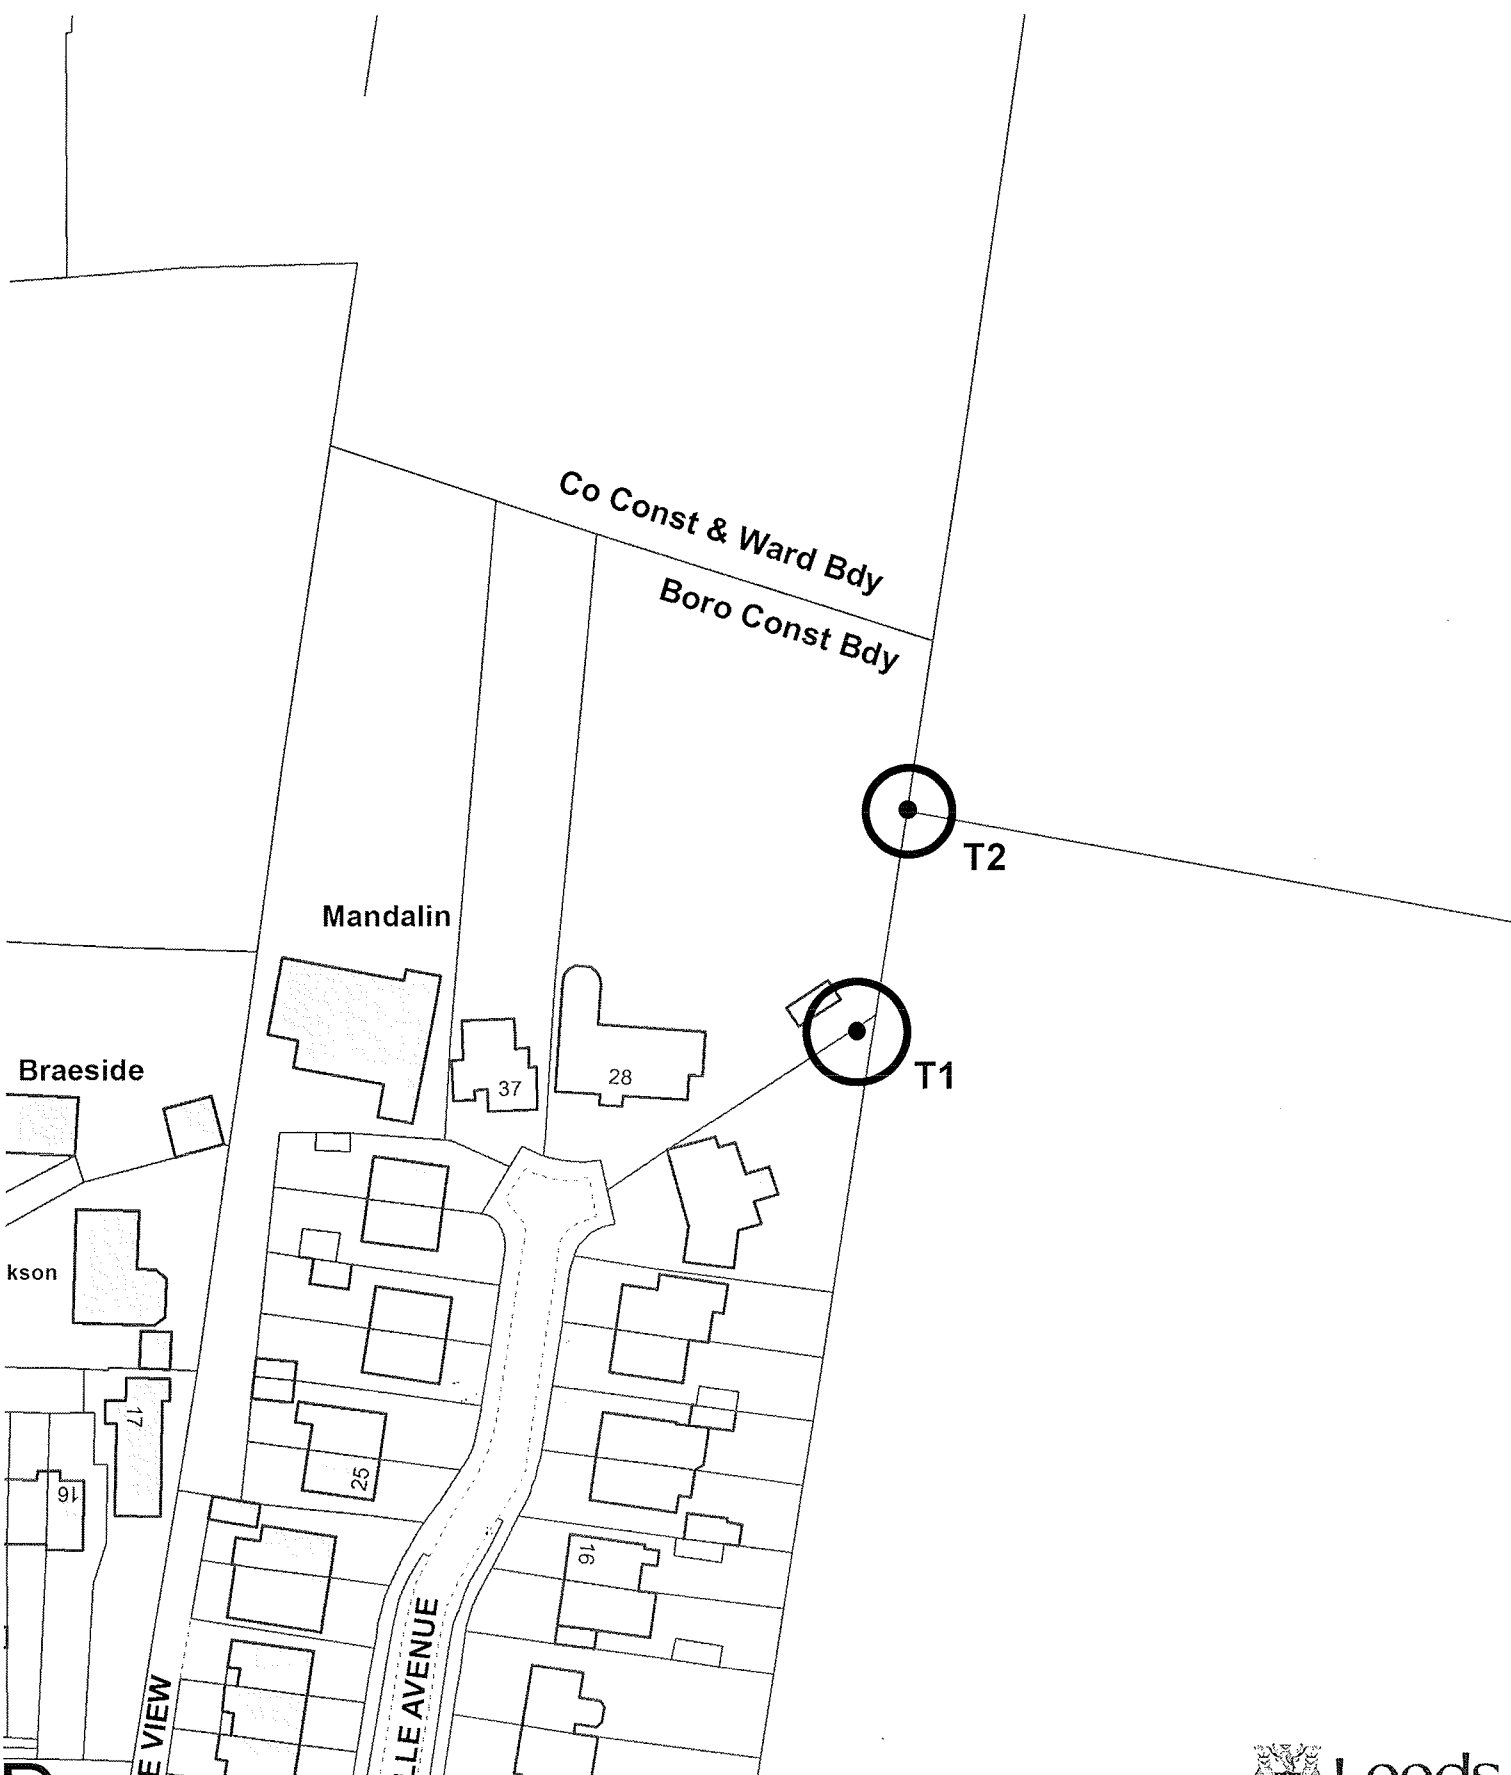 Co Const & Ward Bdy
Boro Const Bdy
T2
Mandalin
T1
Braeside
37
28
kson
17
25
16
16
LLE AVENUE
E VIEW
Leeds